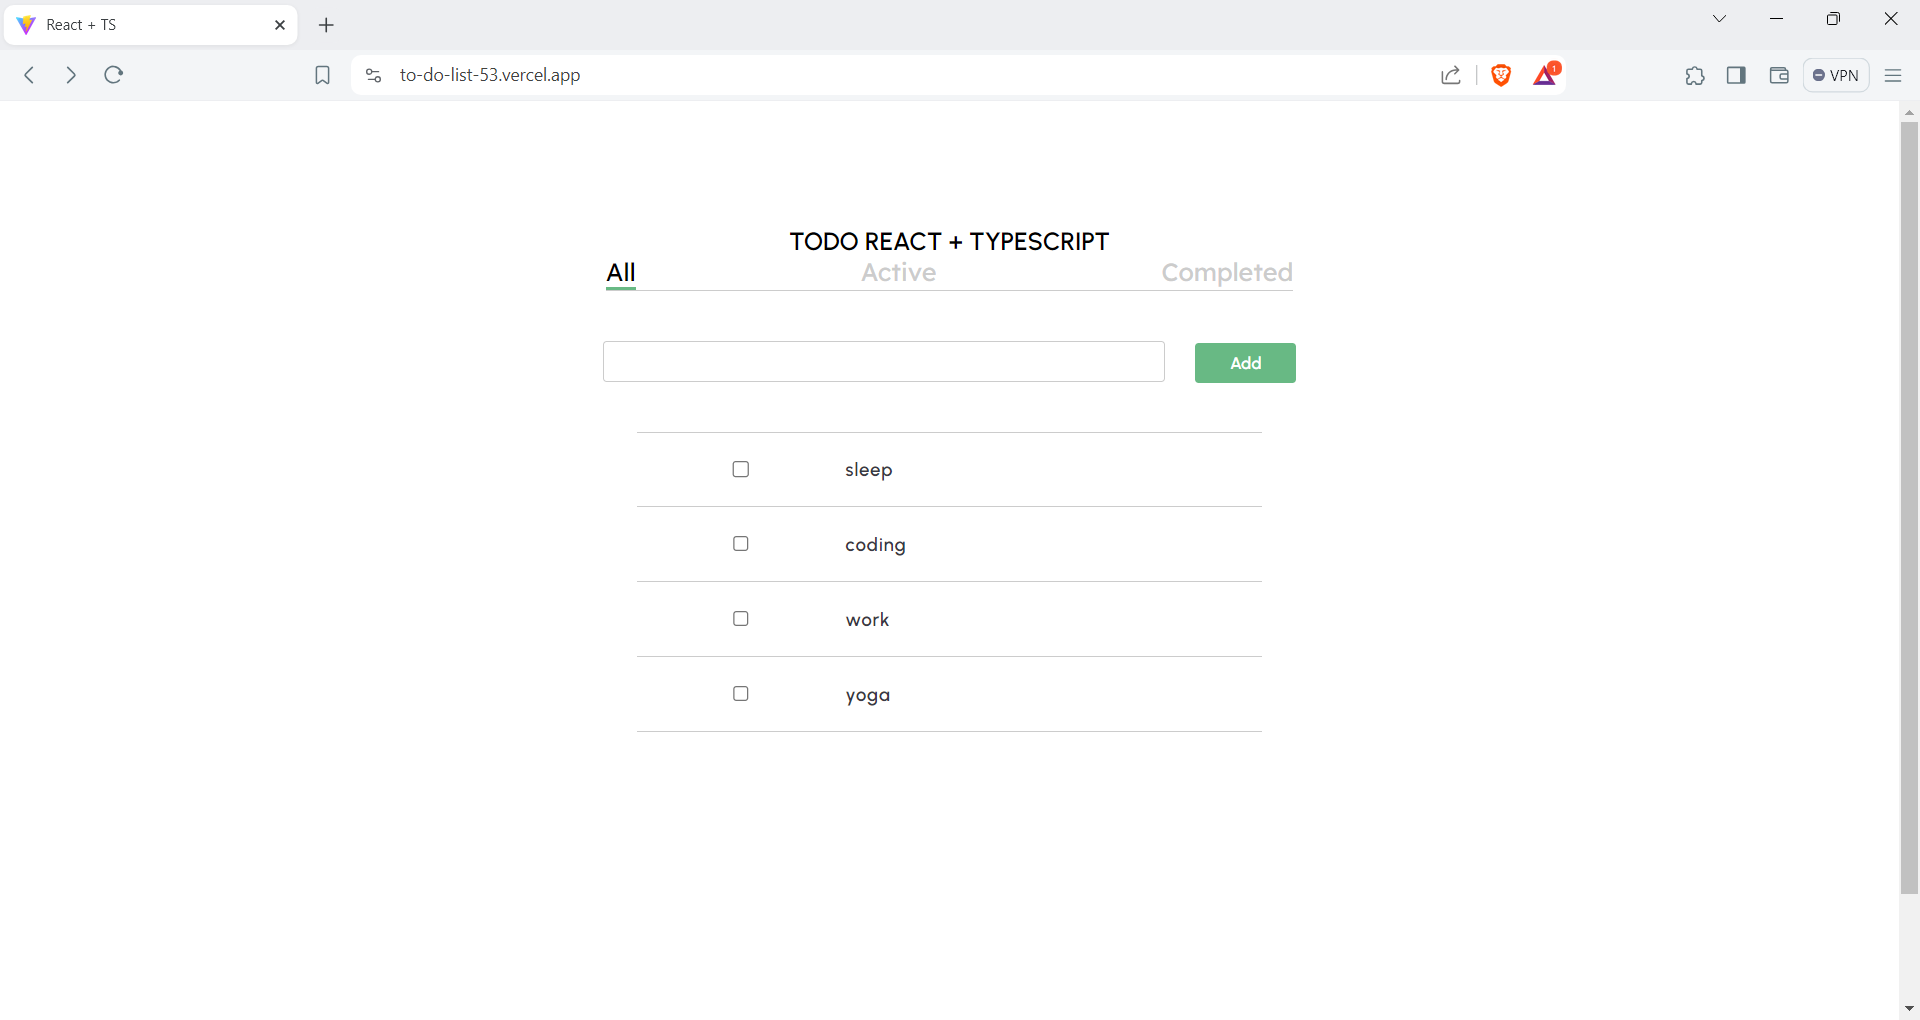 React + TS
to-do-list-53.vercel.app
1
VPN
TODO REACT + TYPESCRIPT
All Active Completed
Add
sleep
coding
work
yoga